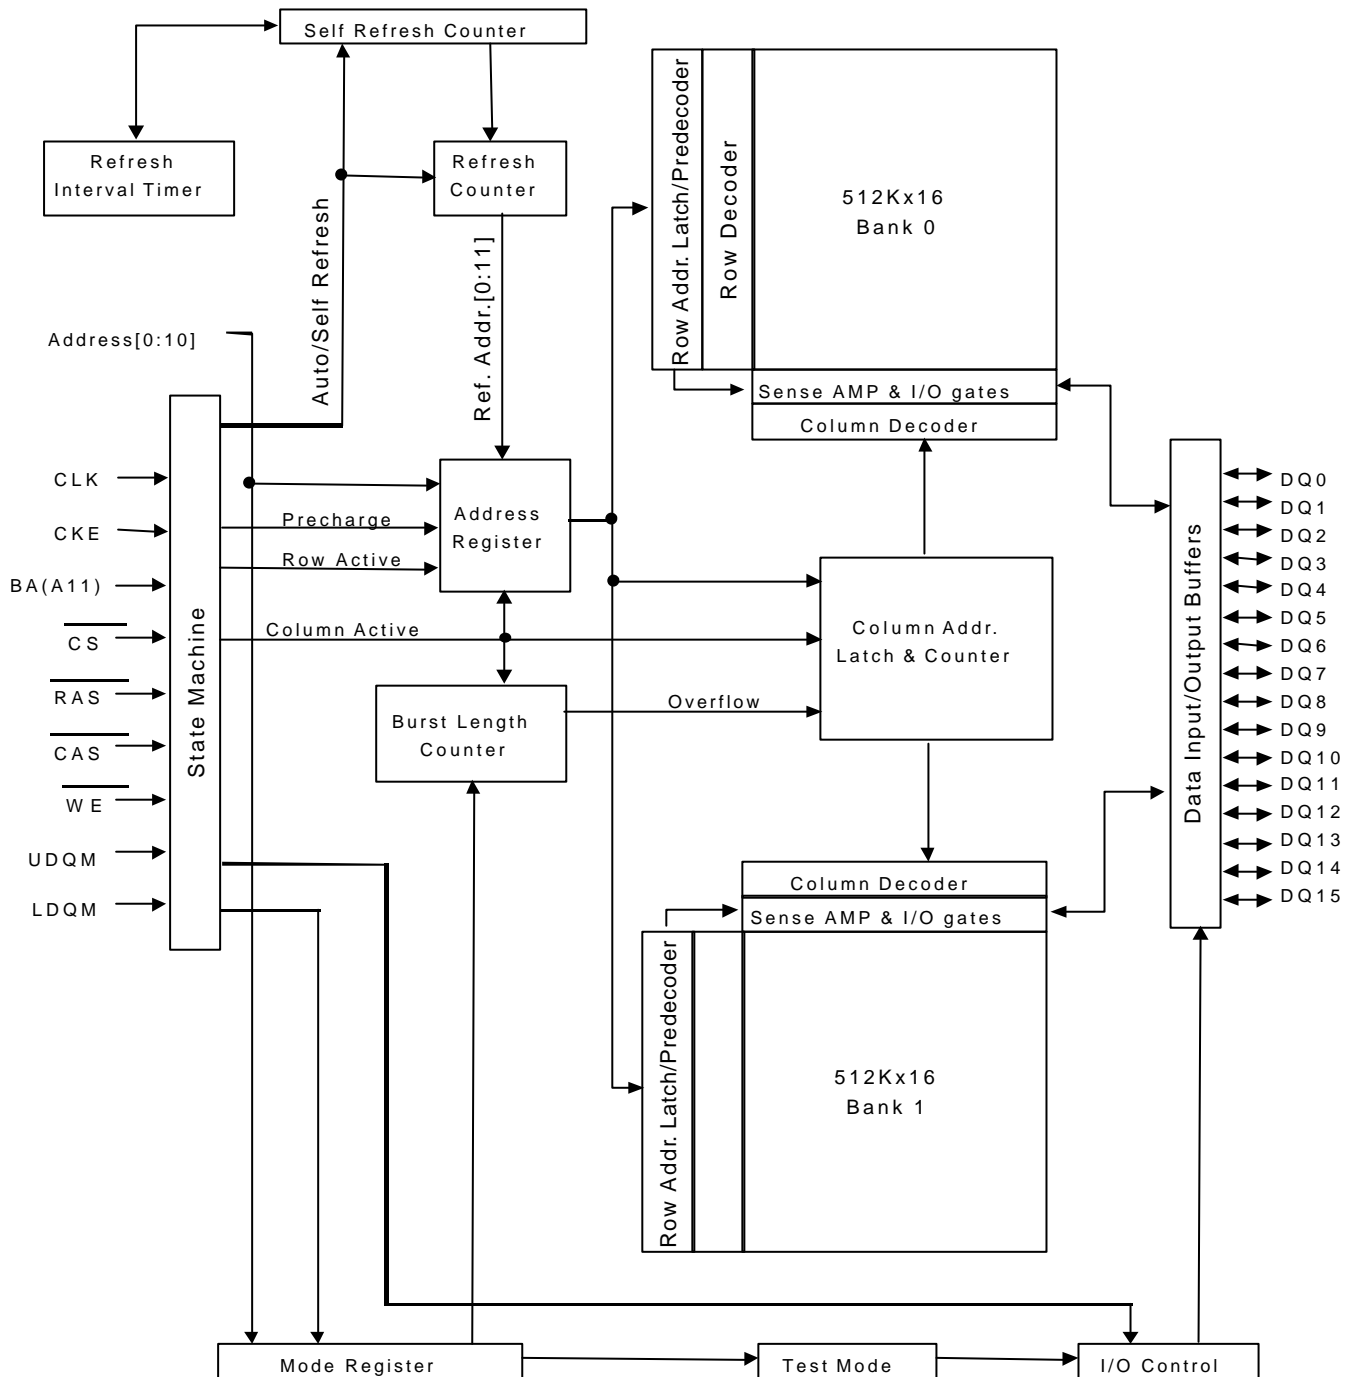 Self Refresh Counter
Refresh
Interval Timer
Refresh
Counter
Auto/Self Refresh
Ref. Addr.[0:11]
Row Addr. Latch/Predecoder
Row Decoder
512Kx16
Bank 0
Sense AMP & I/O gates
Column Decoder
Address[0:10]
CLK
CKE
BA(A11)
CS
RAS
CAS
WE
UDQM
LDQM
State Machine
Precharge
Row Active
Column Active
Address
Register
Burst Length
Counter
Overflow
Column Addr.
Latch & Counter
Data Input/Output Buffers
DQ0
DQ1
DQ2
DQ3
DQ4
DQ5
DQ6
DQ7
DQ8
DQ9
DQ10
DQ11
DQ12
DQ13
DQ14
DQ15
Column Decoder
Sense AMP & I/O gates
Row Addr. Latch/Predecoder
512Kx16
Bank 1
Mode Register
Test Mode
I/O Control